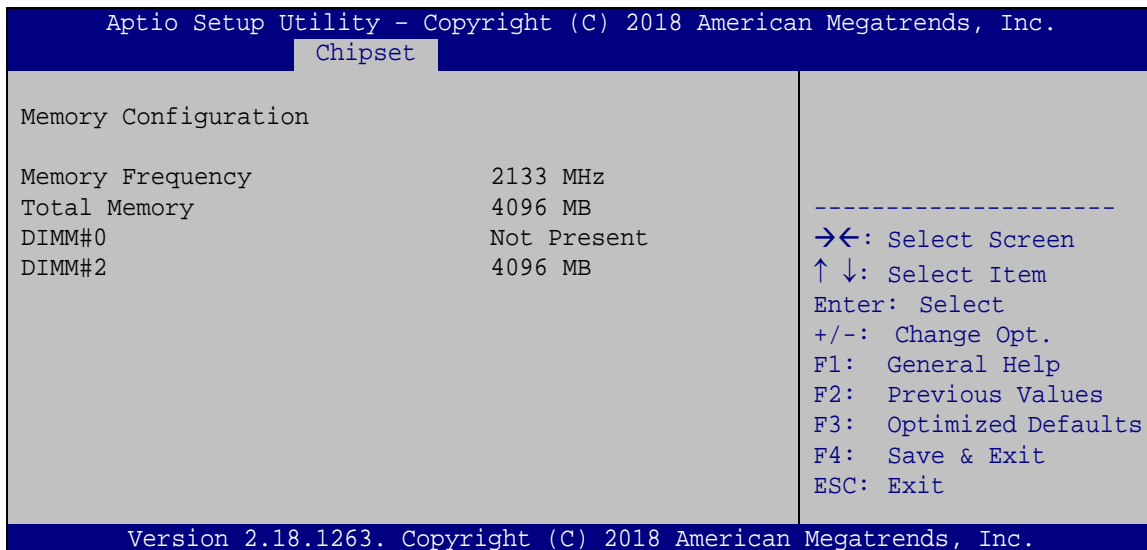 Aptio Setup Utility – Copyright (C) 2018 American Megatrends, Inc.
Chipset
Memory Configuration
Memory Frequency 2133 MHz
Total Memory 4096 MB
DIMM#0 Not Present
DIMM#2 4096 MB
---------------------
→←: Select Screen
↑ ↓: Select Item
Enter: Select
+/-: Change Opt.
F1: General Help
F2: Previous Values
F3: Optimized Defaults
F4: Save & Exit
ESC: Exit
Version 2.18.1263. Copyright (C) 2018 American Megatrends, Inc.